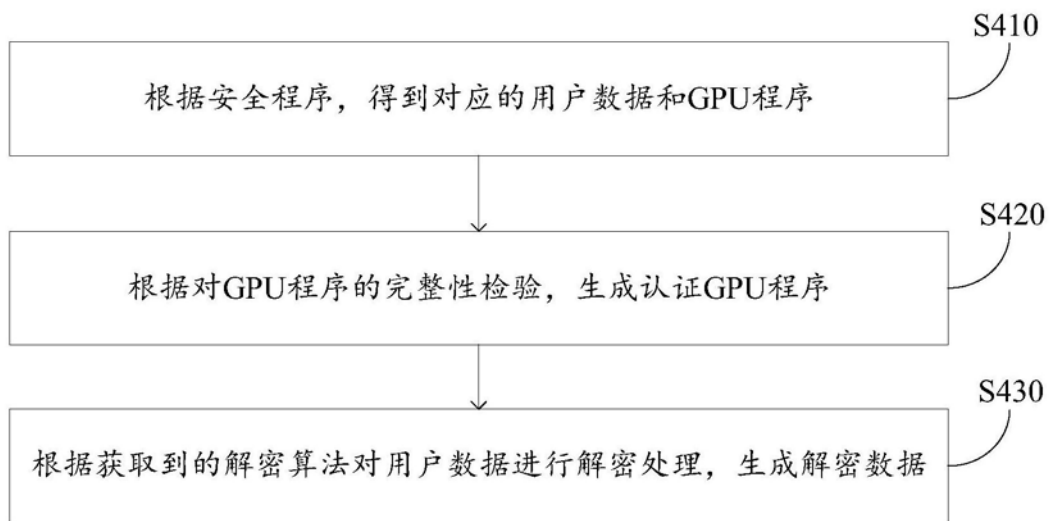 S410
根据安全程序，得到对应的用户数据和GPU程序
S420
根据对GPU程序的完整性检验，生成认证GPU程序
S430
根据获取到的解密算法对用户数据进行解密处理，生成解密数据